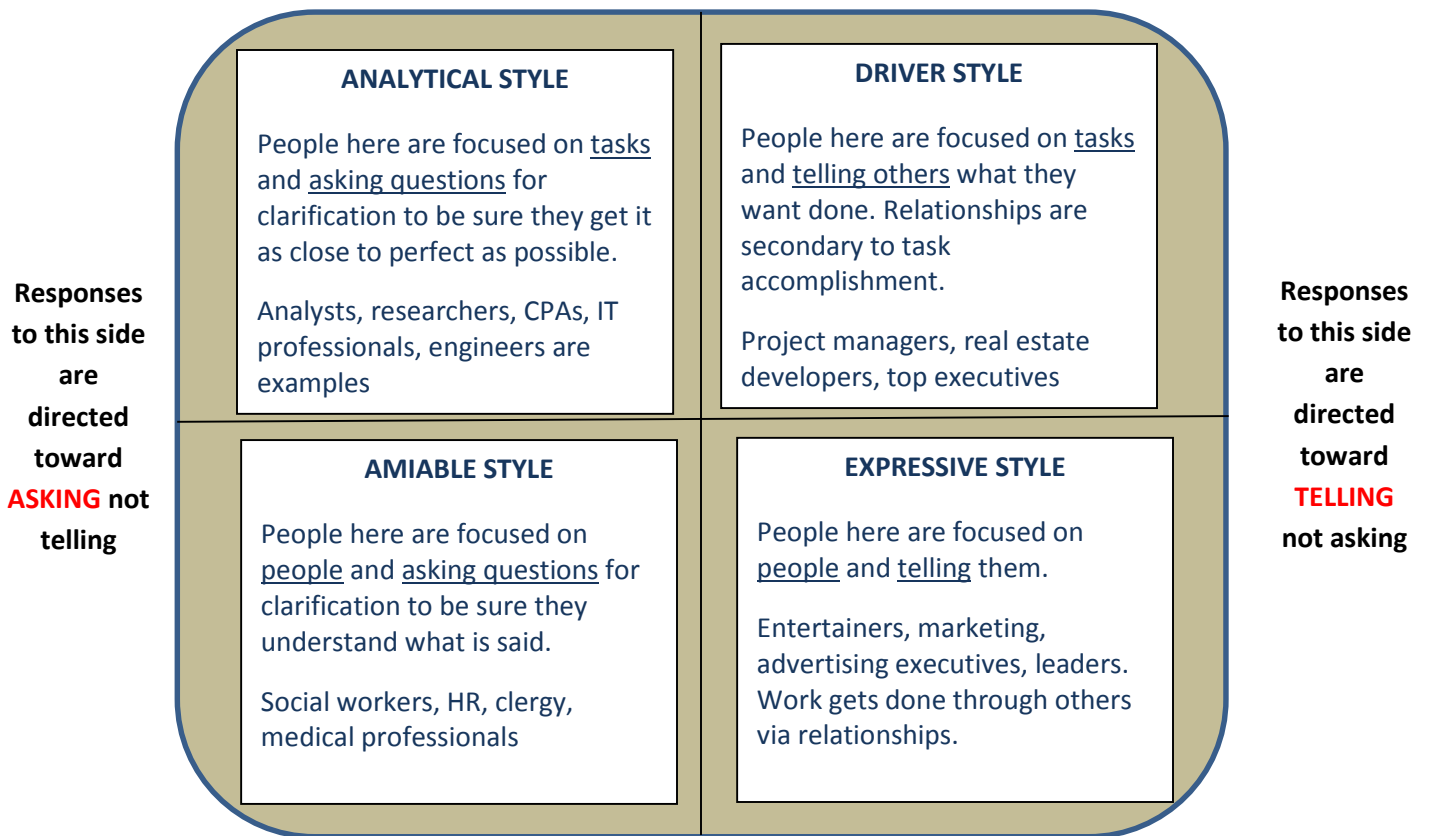 ANALYTICAL STYLE
People here are focused on tasks
and asking questions for
clarification to be sure they get it
as close to perfect as possible.
Analysts, researchers, CPAs, IT
professionals, engineers are
examples
DRIVER STYLE
People here are focused on tasks
and telling others what they
want done. Relationships are
secondary to task
accomplishment.
Project managers, real estate
developers, top executives
Responses
to this side
are
directed
toward
ASKING not
telling
Responses
to this side
are
directed
toward
TELLING
not asking
AMIABLE STYLE
People here are focused on
people and asking questions for
clarification to be sure they
understand what is said.
Social workers, HR, clergy,
medical professionals
EXPRESSIVE STYLE
People here are focused on
people and telling them.
Entertainers, marketing,
advertising executives, leaders.
Work gets done through others
via relationships.